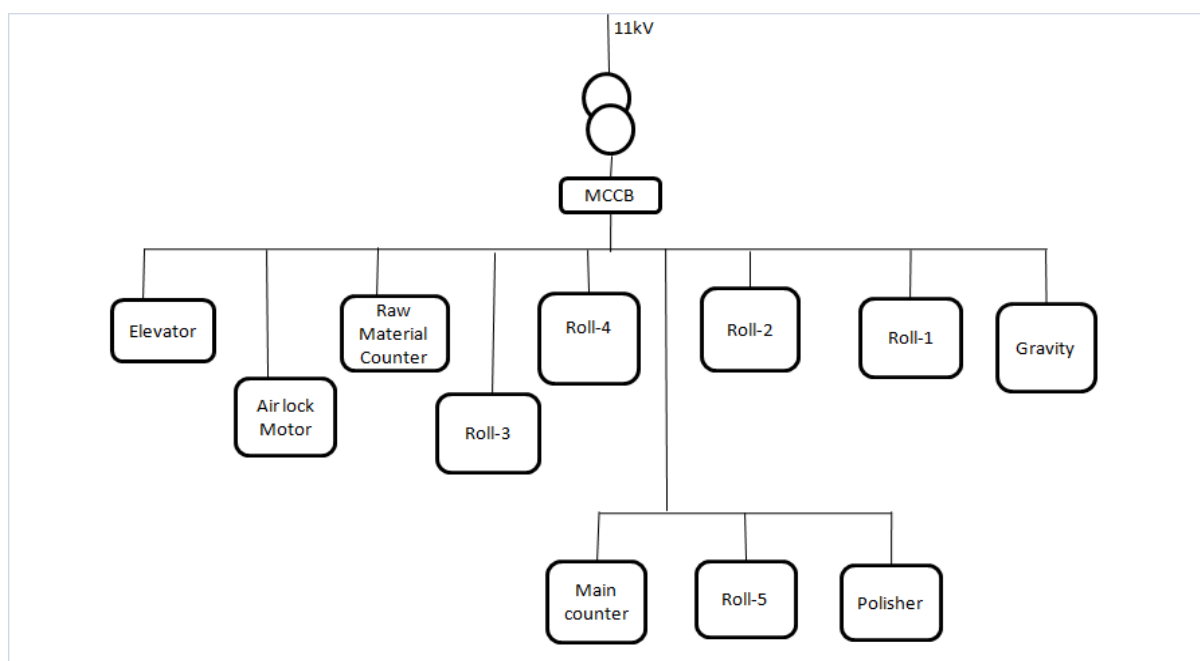 11kV
MCCB
Elevator
Air lock
Motor
Raw
Material
Counter
Roll-3
Roll-4
Roll-2
Roll-1
Gravity
Main
counter
Roll-5
Polisher